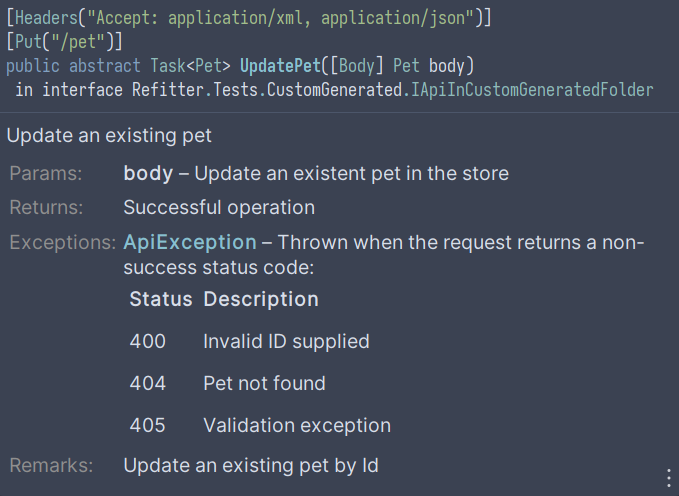 [Headers("Accept: application/xml, application/json")]
[Put("/pet")]
public abstract Task<Pet> UpdatePet([Body] Pet body)
in interface Refitter.Tests.CustomGenerated.IApiInCustomGeneratedFolder
Update an existing pet
Params: body – Update an existent pet in the store
Returns: Successful operation
Exceptions: ApiException – Thrown when the request returns a non-
success status code:
Status Description
400 Invalid ID supplied
404 Pet not found
405 Validation exception
Remarks: Update an existing pet by Id